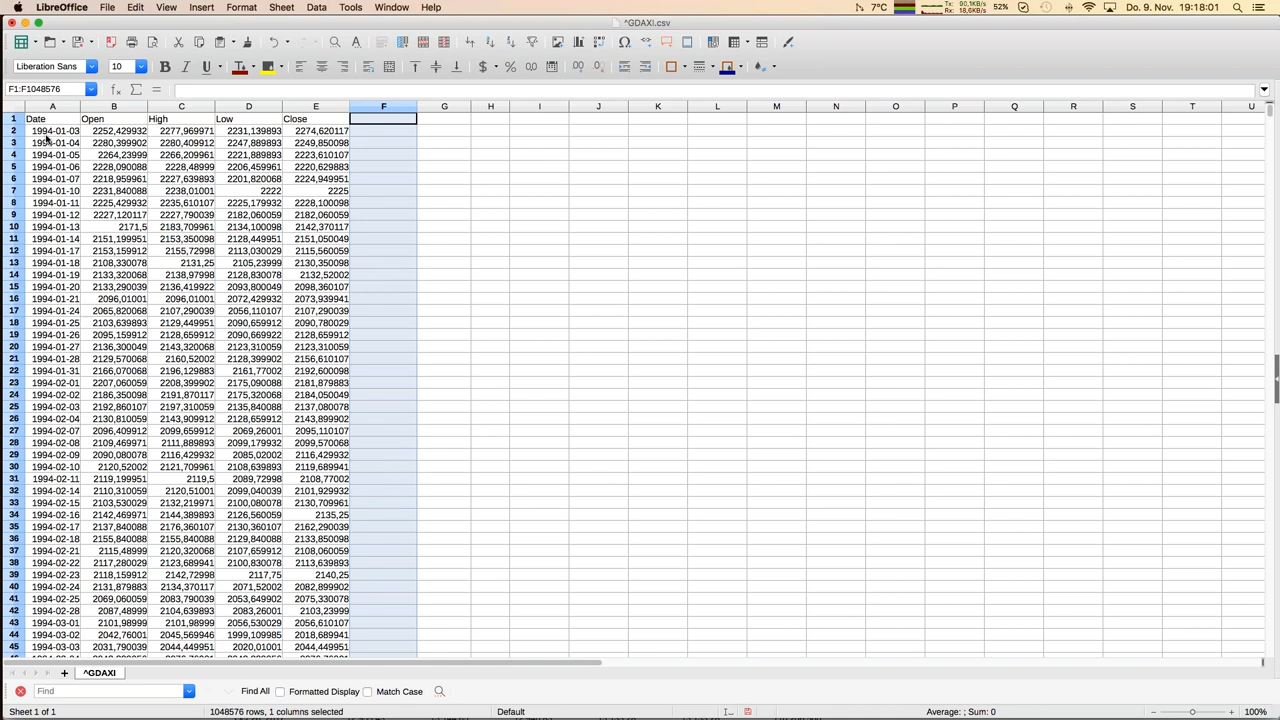 LibreOffice File Edit View Insert Format Sheet Data Tools Window Help 7°C Tx: 90,1KB/s Rx: 18,6KB/s 52% Do. 9. Nov. 19:18:01
^GDAXI.csv
Liberation Sans 10
F1:F1048576
A B C D E F G H I J K L M N O P Q R S T U
1 Date Open High Low Close
2 1994-01-03 2252,429932 2277,969971 2231,139893 2274,620117
3 1994-01-04 2280,399902 2280,409912 2247,889893 2249,850098
4 1994-01-05 2264,23999 2266,209961 2221,889893 2223,610107
5 1994-01-06 2228,090088 2228,48999 2206,459961 2220,629883
6 1994-01-07 2218,959961 2227,639893 2201,820068 2224,949951
7 1994-01-10 2231,840088 2238,01001 2222 2225
8 1994-01-11 2225,429932 2235,610107 2225,179932 2228,100098
9 1994-01-12 2227,120117 2227,790039 2182,060059 2182,060059
10 1994-01-13 2171,5 2183,709961 2134,100098 2142,370117
11 1994-01-14 2151,199951 2153,350098 2128,449951 2151,050049
12 1994-01-17 2153,159912 2155,72998 2113,030029 2115,560059
13 1994-01-18 2108,330078 2131,25 2105,23999 2130,350098
14 1994-01-19 2133,320068 2138,97998 2128,830078 2132,52002
15 1994-01-20 2133,290039 2136,419922 2093,800049 2098,360107
16 1994-01-21 2096,01001 2096,01001 2072,429932 2073,939941
17 1994-01-24 2065,820068 2107,290039 2056,110107 2107,290039
18 1994-01-25 2103,639893 2129,449951 2090,659912 2090,780029
19 1994-01-26 2095,159912 2128,659912 2090,669922 2128,659912
20 1994-01-27 2136,300049 2143,320068 2123,310059 2123,310059
21 1994-01-28 2129,570068 2160,52002 2128,399902 2156,610107
22 1994-01-31 2166,070068 2196,129883 2161,77002 2192,600098
23 1994-02-01 2207,060059 2208,399902 2175,090088 2181,879883
24 1994-02-02 2186,350098 2191,870117 2175,320068 2184,050049
25 1994-02-03 2192,860107 2197,310059 2135,840088 2137,080078
26 1994-02-04 2130,810059 2143,909912 2128,659912 2143,899902
27 1994-02-07 2096,409912 2099,659912 2069,26001 2095,110107
28 1994-02-08 2109,469971 2111,889893 2099,179932 2099,570068
29 1994-02-09 2090,080078 2116,429932 2085,02002 2116,429932
30 1994-02-10 2120,52002 2121,709961 2108,639893 2119,689941
31 1994-02-11 2119,199951 2119,5 2089,72998 2108,77002
32 1994-02-14 2110,310059 2120,51001 2099,040039 2101,929932
33 1994-02-15 2103,530029 2132,219971 2100,080078 2130,709961
34 1994-02-16 2142,469971 2144,389893 2126,560059 2135,25
35 1994-02-17 2137,840088 2176,360107 2130,360107 2162,290039
36 1994-02-18 2155,840088 2155,840088 2129,840088 2133,850098
37 1994-02-21 2115,48999 2120,320068 2107,659912 2108,060059
38 1994-02-22 2117,280029 2123,689941 2100,830078 2113,639893
39 1994-02-23 2118,159912 2142,72998 2117,75 2140,25
40 1994-02-24 2131,879883 2134,370117 2071,52002 2082,899902
41 1994-02-25 2069,060059 2083,790039 2053,649902 2075,330078
42 1994-02-28 2087,48999 2104,639893 2083,26001 2103,23999
43 1994-03-01 2101,98999 2101,98999 2056,530029 2056,610107
44 1994-03-02 2042,76001 2045,569946 1999,109985 2018,689941
45 1994-03-03 2031,790039 2044,449951 2020,01001 2044,449951
^GDAXI
Find Find All Formatted Display Match Case
Sheet 1 of 1 1048576 rows, 1 columns selected Default Average: ; Sum: 0 100%